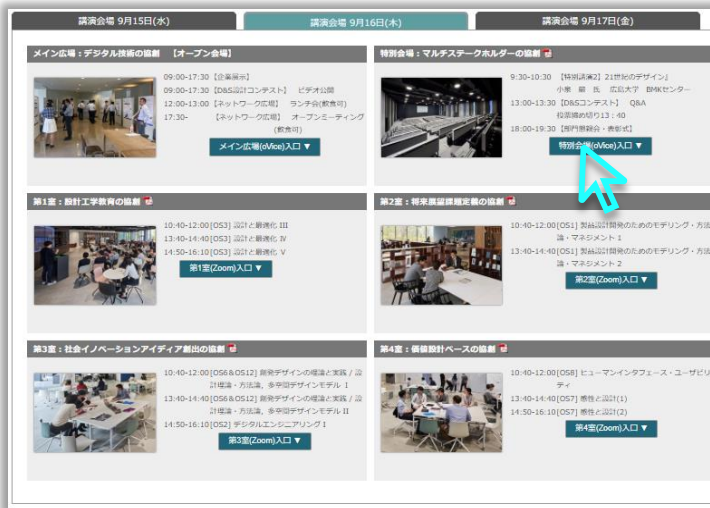 講演会場 9月15日(水)
講演会場 9月16日(木)
講演会場 9月17日(金)
メイン広場：デジタル技術の協創 【オープン会場】
09:00-17:30【企業展示】
09:00-17:30【D&S設計コンテスト】 ビデオ公開
12:00-13:00【ネットワーク広場】 ランチ会(飲食可)
17:30- 【ネットワーク広場】 オープンミーティング
(飲食可)
メイン広場(oVice)入口 ▼
特別会場：マルチステークホルダーの協創
9:30-10:30 【特別講演2】21世紀のデザイン』
小泉 氏 広島大学 BMKセンター
13:00-13:30【D&Sコンテスト】 Q&A
投票締め切り13：40
18:00-19:30【部門懇親会・表彰式】
特別会場(oVice)入口 ▼
第1室：設計工学教育の協創
10:40-12:00[OS3] 設計と最適化 III
13:40-14:40[OS3] 設計と最適化 IV
14:50-16:10[OS3] 設計と最適化 V
第1室(Zoom)入口 ▼
第2室：将来展望課題定義の協創
10:40-12:00[OS1] 製品設計開発のためのモデリング・方法
論・マネジメント 1
13:40-14:40[OS1] 製品設計開発のためのモデリング・方法
論・マネジメント 2
第2室(Zoom)入口 ▼
第3室：社会イノベーションアイディア創出の協創
10:40-12:00[OS6＆OS12] 創発デザインの理論と実践 / 設
計理論・方法論，多空間デザインモデル I
13:40-14:40[OS6＆OS12] 創発デザインの理論と実践 / 設
計理論・方法論，多空間デザインモデル II
14:50-16:10[OS2] デジタルエンジニアリング I
第3室(Zoom)入口 ▼
第4室：価値設計ベースの協創
10:40-12:00[OS8] ヒューマンインタフェース・ユーザビリ
ティ
13:40-14:40[OS7] 感性と設計(1)
14:50-16:10[OS7] 感性と設計(2)
第4室(Zoom)入口 ▼